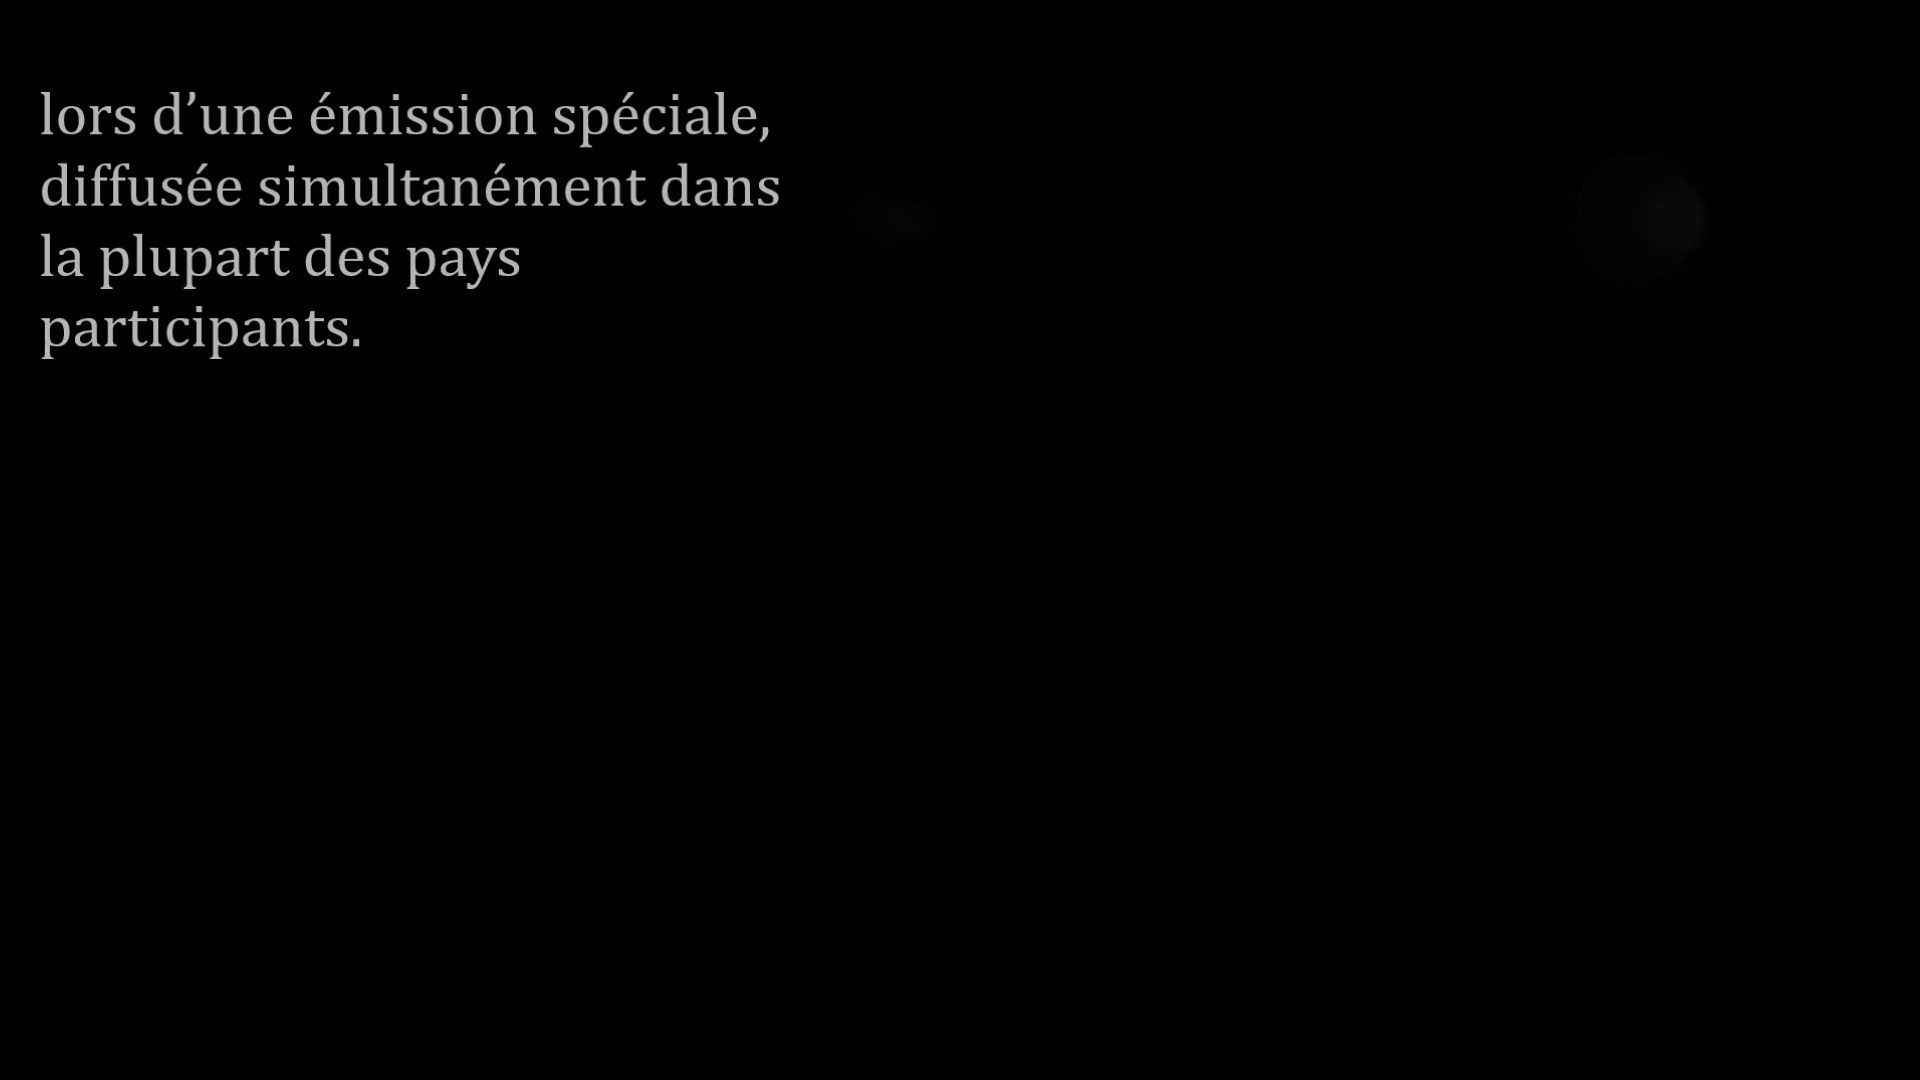 lors d’une émission spéciale,
diffusée simultanément dans
la plupart des pays
participants.